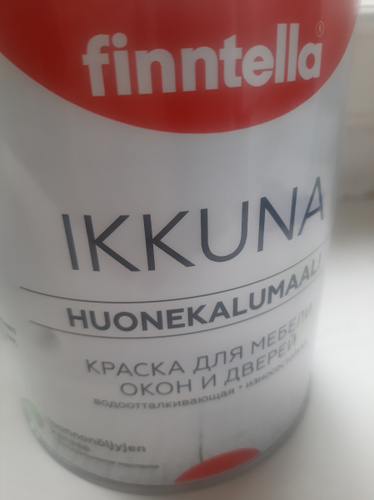 finntella
IKKUNA
HUONEKALUMAALI
КРАСКА ДЛЯ МЕБЕЛИ
ОКОН И ДВЕРЕЙ
водоотталкивающая •